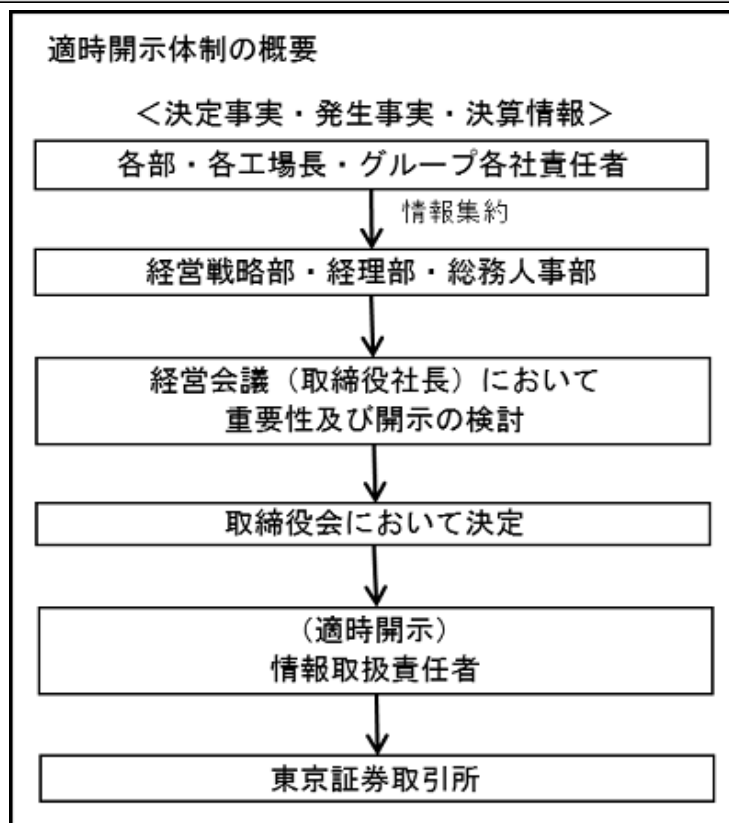 適時開示体制の概要
＜決定事実・発生事実・決算情報＞
各部・各工場長・グループ各社責任者
情報集約
経営戦略部・経理部・総務人事部
経営会議（取締役社長）において
重要性及び開示の検討
取締役会において決定
（適時開示）
情報取扱責任者
東京証券取引所